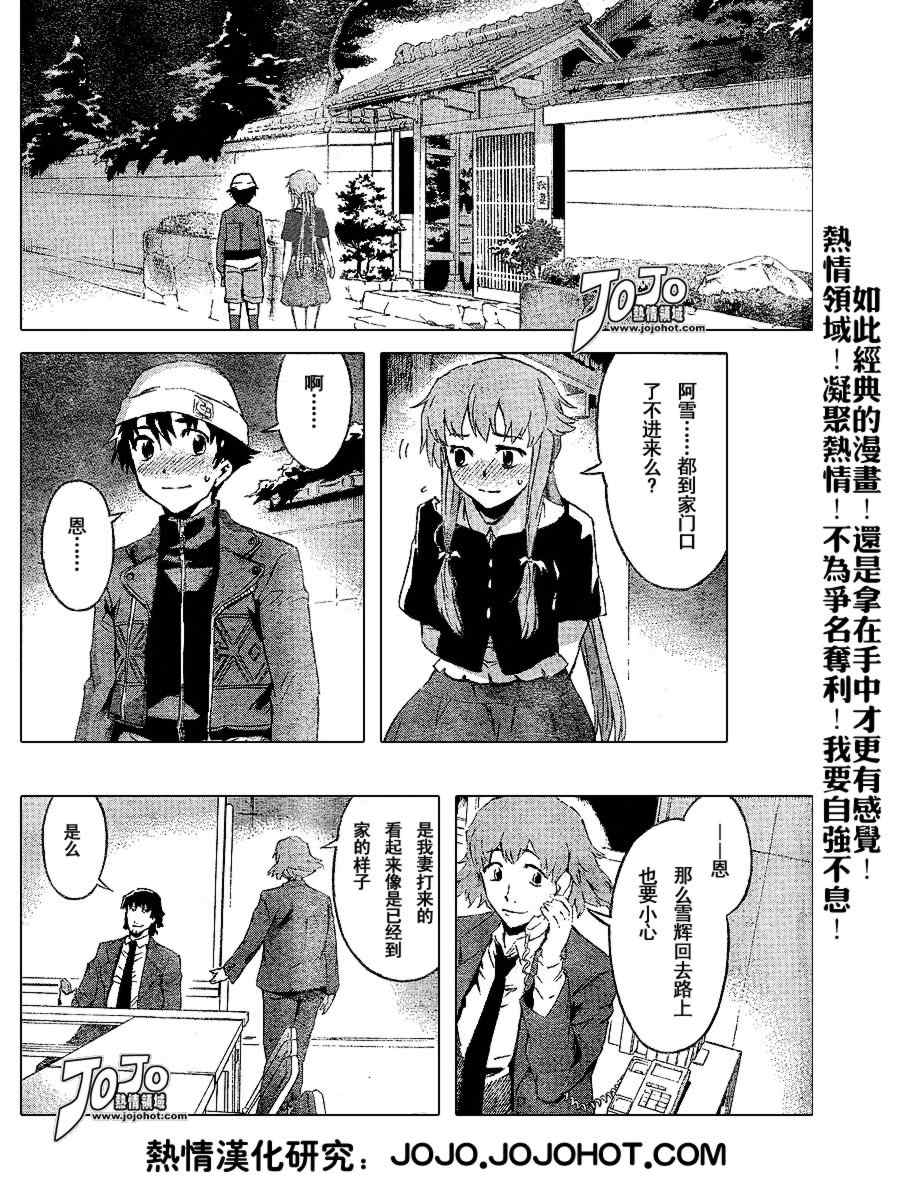 我妻
JOJO
熱情領域
www.jojohot.com
阿雪……都到家门口
了不进来么?
啊……
恩……
——恩
那么雪辉回去路上
也要小心
是我妻打来的
看起来像是已经到
家的样子
是么
JOJO
熱情領域
www.jojohot.com
如此經典的漫畫!還是拿在手中才更有感覺!
熱情領域!凝聚熱情!不為爭名奪利!我要自強不息!
熱情漢化研究:JOJO.JOJOHOT.COM